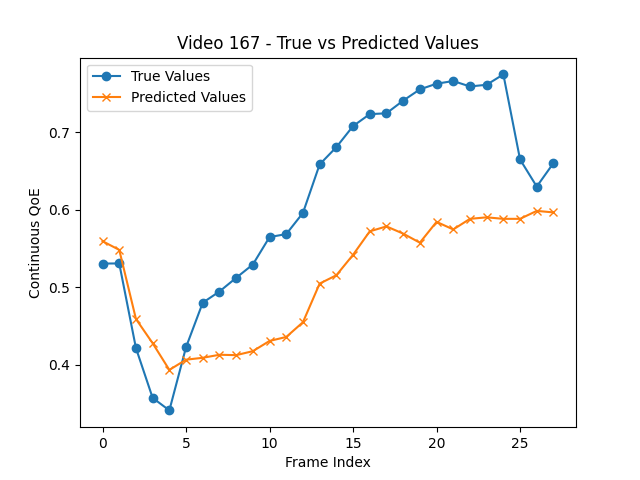 Video 167 - True vs Predicted Values
True Values
Predicted Values
0.7
0.6
0.5
0.4
Continuous QoE
0 5 10 15 20 25
Frame Index